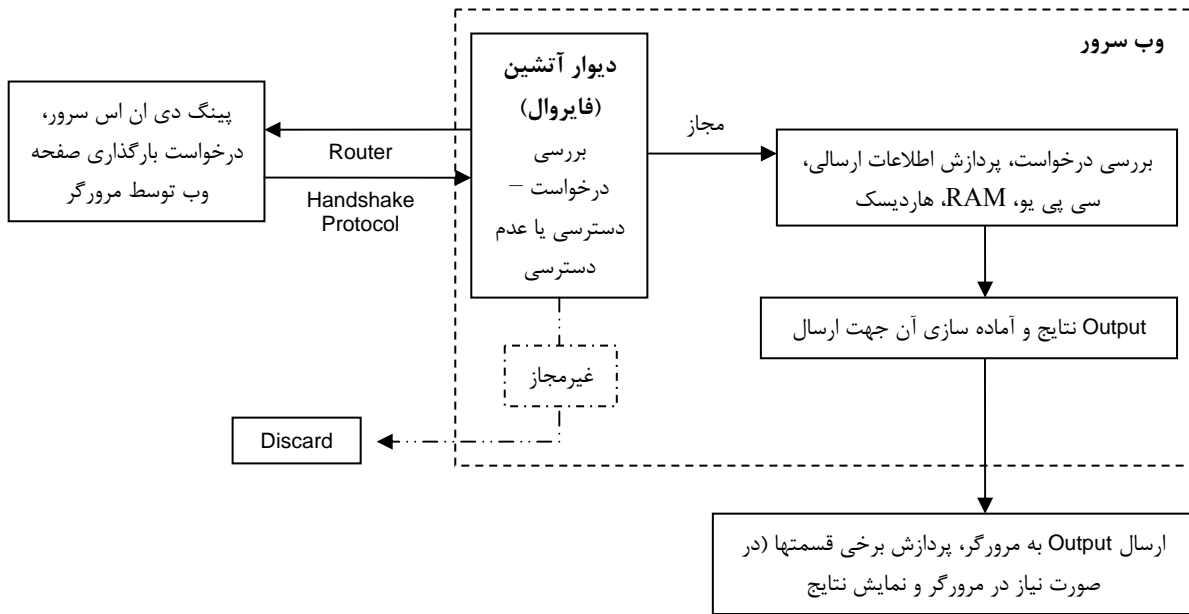 وب سرور
دیوار آتشین
(فایروال)
بررسی
درخواست –
دسترسی یا عدم
دسترسی
پینگ دی ان اس سرور،
درخواست بارگذاری صفحه
وب توسط مرورگر
Router
Handshake
Protocol
مجاز
بررسی درخواست، پردازش اطلاعات ارسالی،
سی پی یو، RAM، هاردیسک
Output نتایج و آماده سازی آن جهت ارسال
غیرمجاز
Discard
ارسال Output به مرورگر، پردازش برخی قسمتها (در
صورت نیاز در مرورگر و نمایش نتایج